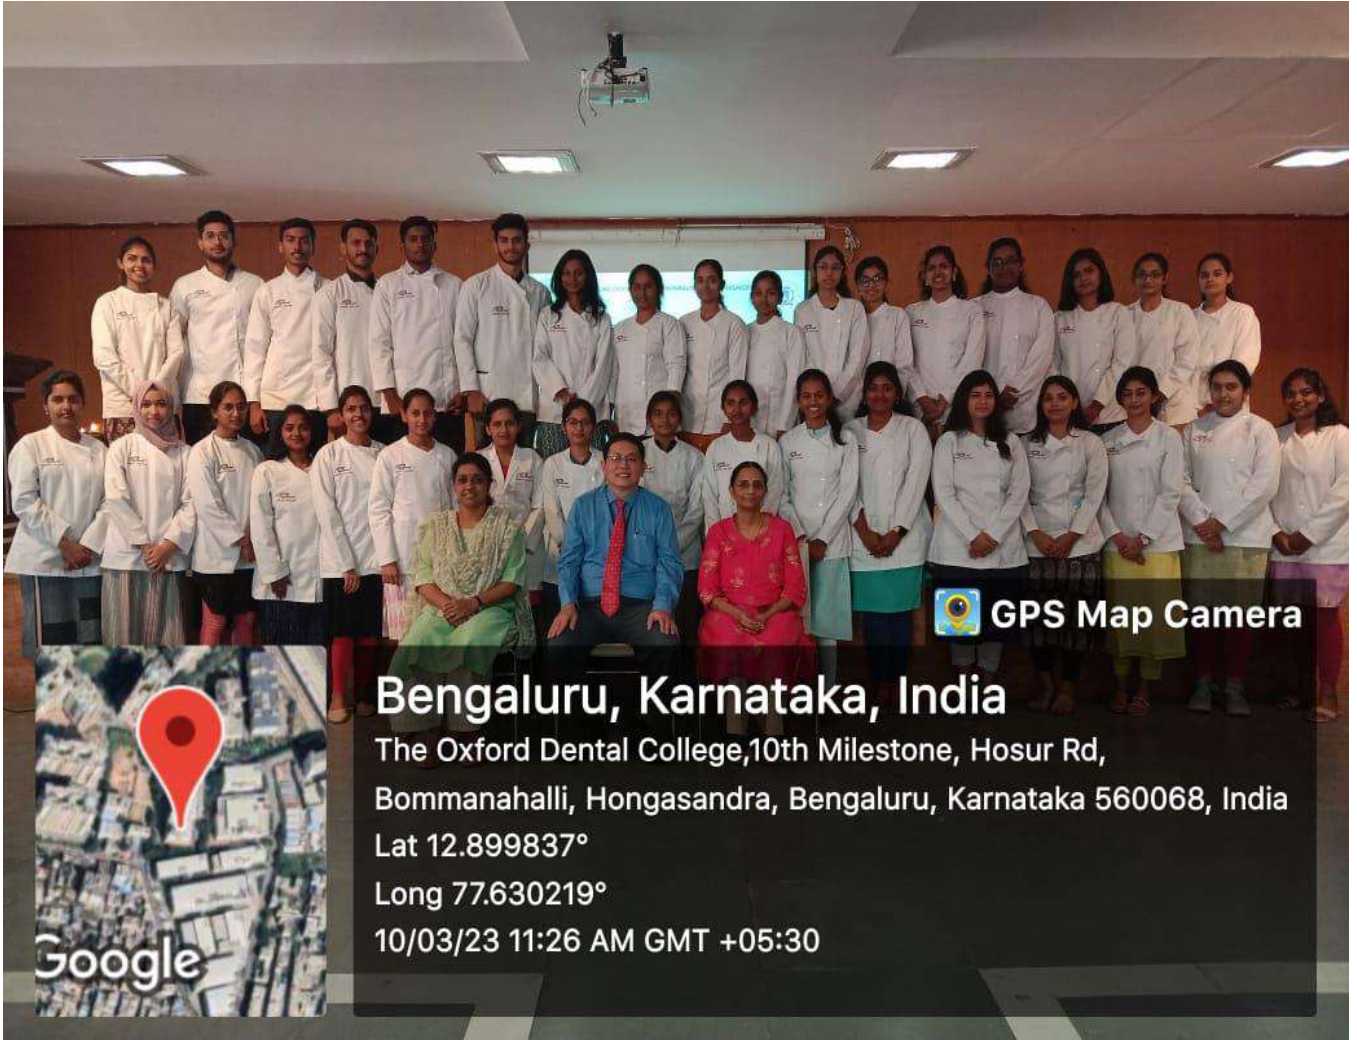 GPS Map Camera
Bengaluru, Karnataka, India
The Oxford Dental College,10th Milestone, Hosur Rd,
Bommanahalli, Hongasandra, Bengaluru, Karnataka 560068, India
Lat 12.899837°
Long 77.630219°
10/03/23 11:26 AM GMT +05:30
Google